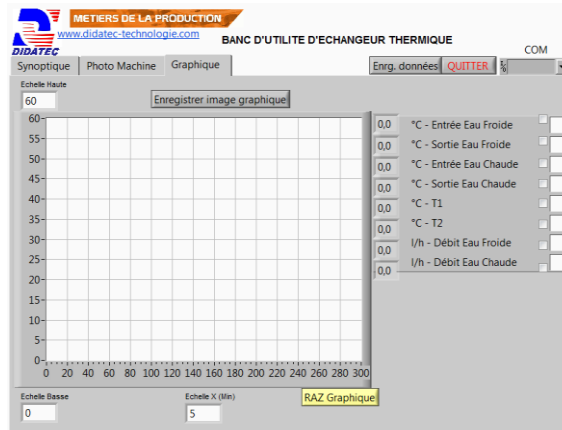 METIERS DE LA PRODUCTION
www.didatec-technologie.com
DIDATEC
BANC D'UTILITE D'ECHANGEUR THERMIQUE
COM
Synoptique Photo Machine Graphique
Enrg. données QUITTER
Echelle Haute
60
Enregistrer image graphique
60
55
50
45
40
35
30
25
20
15
10
5
0
0 20 40 60 80 100 120 140 160 180 200 220 240 260 280 300
0,0 °C - Entrée Eau Froide
0,0 °C - Sortie Eau Froide
0,0 °C - Entrée Eau Chaude
0,0 °C - Sortie Eau Chaude
0,0 °C - T1
0,0 °C - T2
0,0 l/h - Débit Eau Froide
0,0 l/h - Débit Eau Chaude
Echelle Basse
0
Echelle X (Min)
5
RAZ Graphique